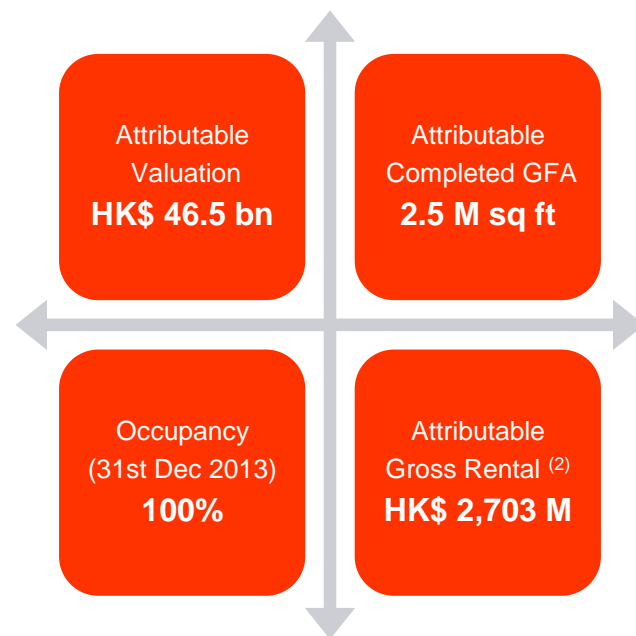 Attributable
Valuation
HK$ 46.5 bn
Attributable
Completed GFA
2.5 M sq ft
Occupancy
(31st Dec 2013)
100%
Attributable
Gross Rental (2)
HK$ 2,703 M